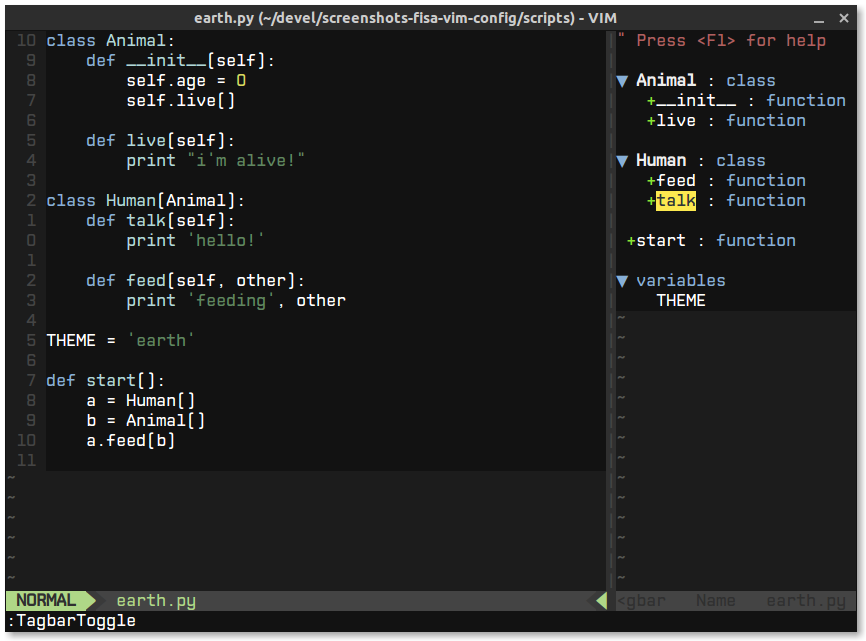 earth.py (~/devel/screenshots-fisa-vim-config/scripts) - VIM
10 class Animal:
9     def __init__[self]:
8         self.age = 0
7         self.live[]
6
5     def live[self]:
4         print "i'm alive!"
3
2 class Human[Animal]:
1     def talk[self]:
0         print 'hello!'
1
2     def feed[self, other]:
3         print 'feeding', other
4
5 THEME = 'earth'
6
7 def start[]:
8     a = Human[]
9     b = Animal[]
10     a.feed[b]
11
~
~
~
~
~
~
" Press <F1> for help
▼ Animal : class
+__init__ : function
+live : function
▼ Human : class
+feed : function
+talk : function
+start : function
▼ variables
THEME
~
~
~
~
~
~
~
~
~
~
~
~
~
~
NORMAL earth.py
<gbar Name earth.py
:TagbarToggle